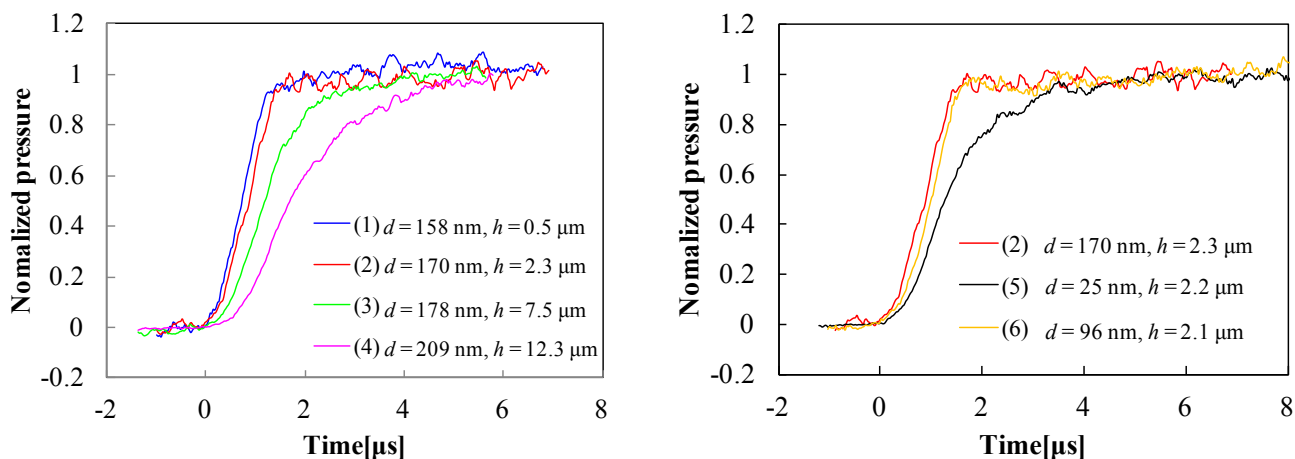 1.2
1
0.8
0.6
0.4
0.2
0
-0.2
-2
0
2
4
6
8
Nomalized pressure
Time[μs]
(1) d = 158 nm, h = 0.5 μm
(2) d = 170 nm, h = 2.3 μm
(3) d = 178 nm, h = 7.5 μm
(4) d = 209 nm, h = 12.3 μm
1.2
1
0.8
0.6
0.4
0.2
0
-0.2
-2
0
2
4
6
8
Nomalized pressure
Time[μs]
(2) d = 170 nm, h = 2.3 μm
(5) d = 25 nm, h = 2.2 μm
(6) d = 96 nm, h = 2.1 μm